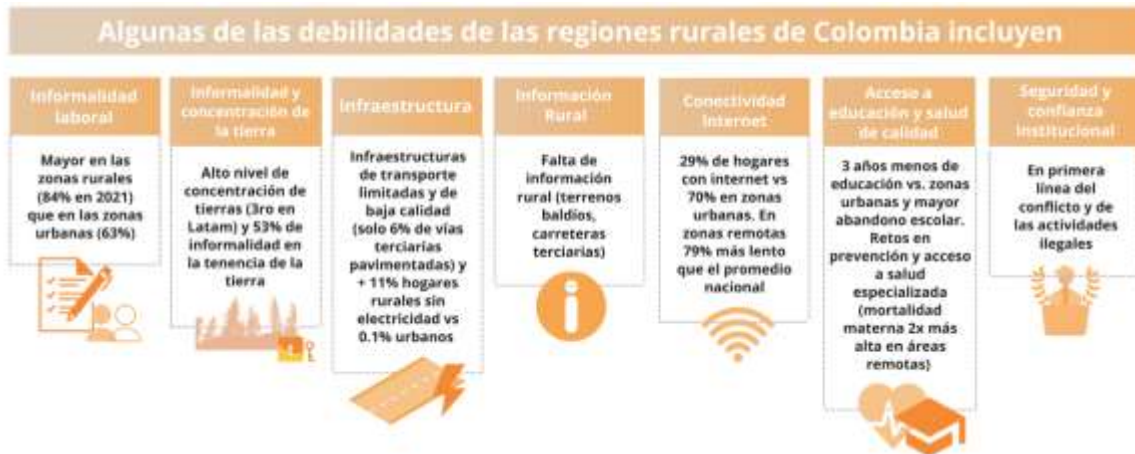 Algunas de las debilidades de las regiones rurales de Colombia incluyen
Informalidad
laboral
Mayor en las
zonas rurales
(84% en 2021)
que en las zonas
urbanas (63%)
Informalidad y
concentración de
la tierra
Alto nivel de
concentración de
tierras (3ro en
Latam) y 53% de
informalidad en
la tenencia de la
tierra
Infraestructura
Infraestructuras
de transporte
limitadas y de
baja calidad
(solo 6% de vías
terciarias
pavimentadas) y
+ 11% hogares
rurales sin
electricidad vs
0.1% urbanos
Información
Rural
Falta de
información
rural (terrenos
baldíos,
carreteras
terciarias)
Conectividad
Internet
29% de hogares
con internet vs
70% en zonas
urbanas. En
zonas remotas
79% más lento
que el promedio
nacional
Acceso a
educación y salud
de calidad
3 años menos de
educación vs. zonas
urbanas y mayor
abandono escolar.
Retos en
prevención y acceso
a salud
especializada
(mortalidad
materna 2x más
alta en áreas
remotas)
Seguridad y
confianza
institucional
En primera
línea del
conflicto y de
las actividades
ilegales